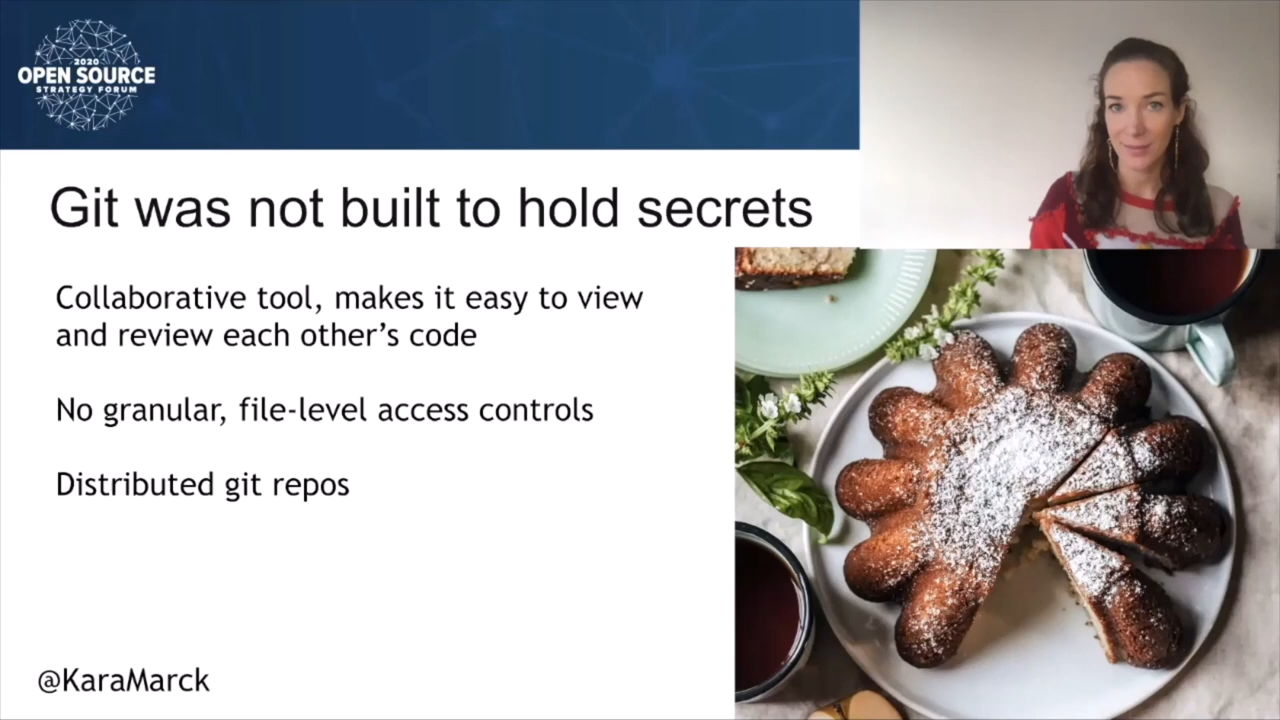 2020
OPEN SOURCE
STRATEGY FORUM
Git was not built to hold secrets
Collaborative tool, makes it easy to view
and review each other’s code
No granular, file-level access controls
Distributed git repos
@KaraMarck